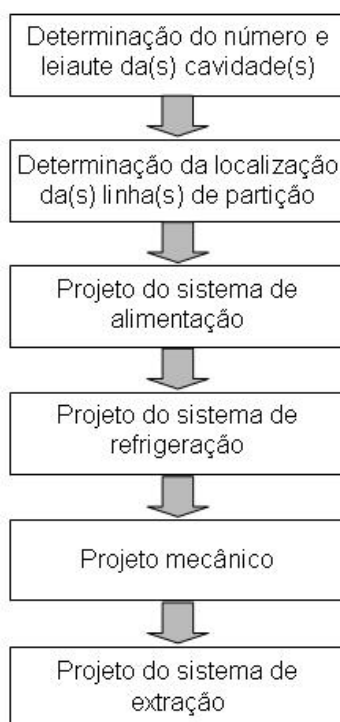 Determinação do número e
leiaute da(s) cavidade(s)
Determinação da localização
da(s) linha(s) de partição
Projeto do sistema de
alimentação
Projeto do sistema de
refrigeração
Projeto mecânico
Projeto do sistema de
extração